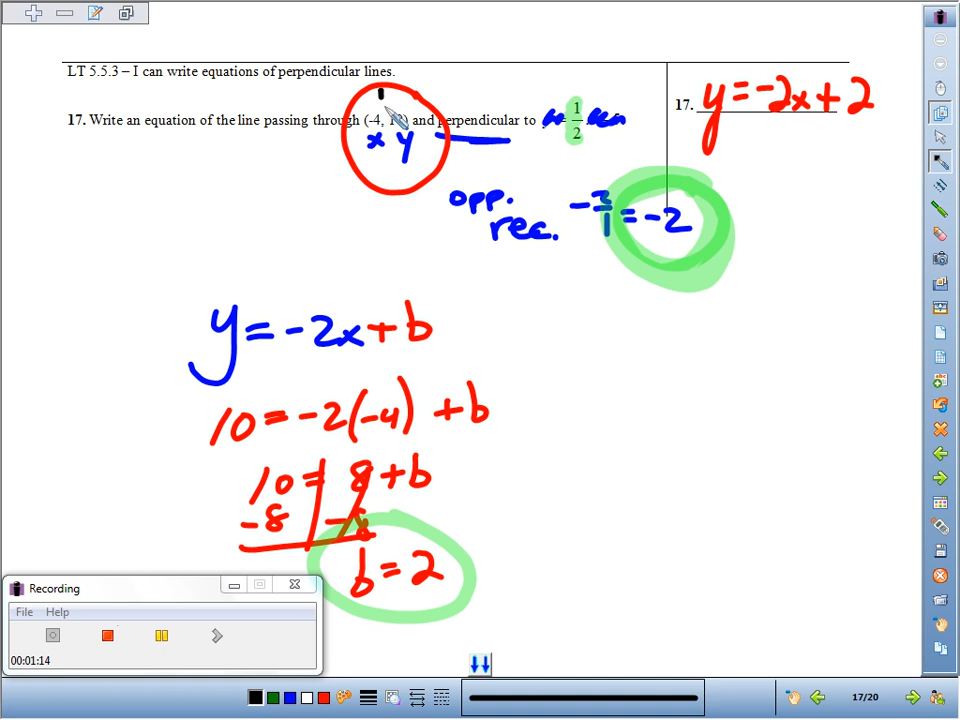 LT 5.5.3 – I can write equations of perpendicular lines.
17. Write an equation of the line passing through (-4, and perpendicular to
1
2
17. y = -2x + 2
x y
opp.
rec.
= -2
y = -2x + b
10 = -2(-4) + b
10 = 8 + b
-8 -8
b = 2
Recording
File Help
00:01:14
17/20